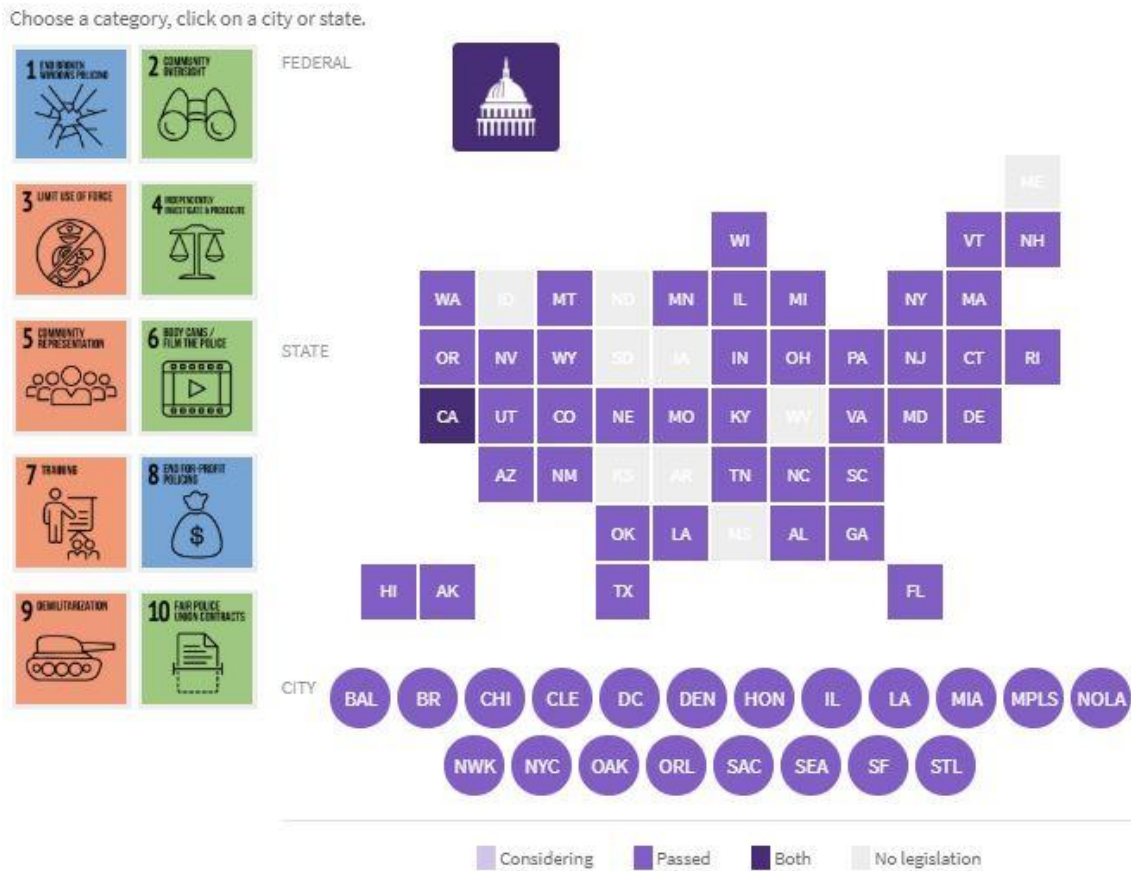 Choose a category, click on a city or state.
1 END BROKEN
WINDOWS POLICING
2 COMMUNITY
OVERSIGHT
3 LIMIT USE OF FORCE
4 INDEPENDENTLY
INVESTIGATE & PROSECUTE
5 COMMUNITY
REPRESENTATION
6 BODY CAMS /
FILM THE POLICE
7 TRAINING
8 END FOR-PROFIT
POLICING
$
9 DEMILITARIZATION
10 FAIR POLICE
UNION CONTRACTS
FEDERAL
STATE
ME
WI VT NH
WA ID MT ND MN IL MI NY MA
OR NV WY SD IA IN OH PA NJ CT RI
CA UT CO NE MO KY WV VA MD DE
AZ NM KS AR TN NC SC
OK LA MS AL GA
HI AK TX FL
CITY BAL BR CHI CLE DC DEN HON IL LA MIA MPLS NOLA
NWK NYC OAK ORL SAC SEA SF STL
Considering Passed Both No legislation